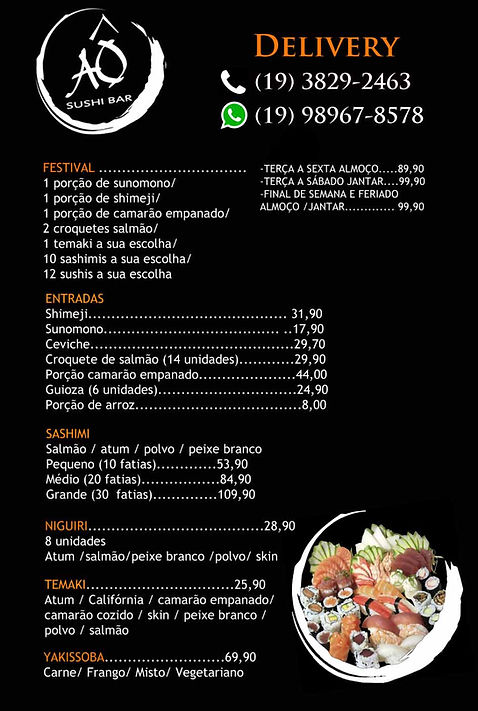 ÂO
SUSHI BAR
DELIVERY
(19) 3829-2463
(19) 98967-8578
FESTIVAL ................................
1 porção de sunomono/
1 porção de shimeji/
1 porção de camarão empanado/
2 croquetes salmão/
1 temaki a sua escolha/
10 sashimis a sua escolha
12 sushis a sua escolha
-TERÇA A SEXTA ALMOÇO.....89,90
-TERÇA A SÁBADO JANTAR....99,90
-FINAL DE SEMANA E FERIADO
ALMOÇO /JANTAR............. 99,90
ENTRADAS
Shimeji........................................... 31,90
Sunomono...................................... ..17,90
Ceviche............................................29,70
Croquete de salmão (14 unidades)............29,90
Porção camarão empanado.....................44,00
Guioza (6 unidades)..............................24,90
Porção de arroz....................................8,00
SASHIMI
Salmão / atum / polvo / peixe branco
Pequeno (10 fatias).............53,90
Médio (20 fatias).................84,90
Grande (30 fatias)..............109,90
NIGUIRI......................................28,90
8 unidades
Atum /salmão/peixe branco /polvo/ skin
TEMAKI................................25,90
Atum / Califórnia / camarão empanado/
camarão cozido / skin / peixe branco /
polvo / salmão
YAKISSOBA..........................69,90
Carne/ Frango/ Misto/ Vegetariano